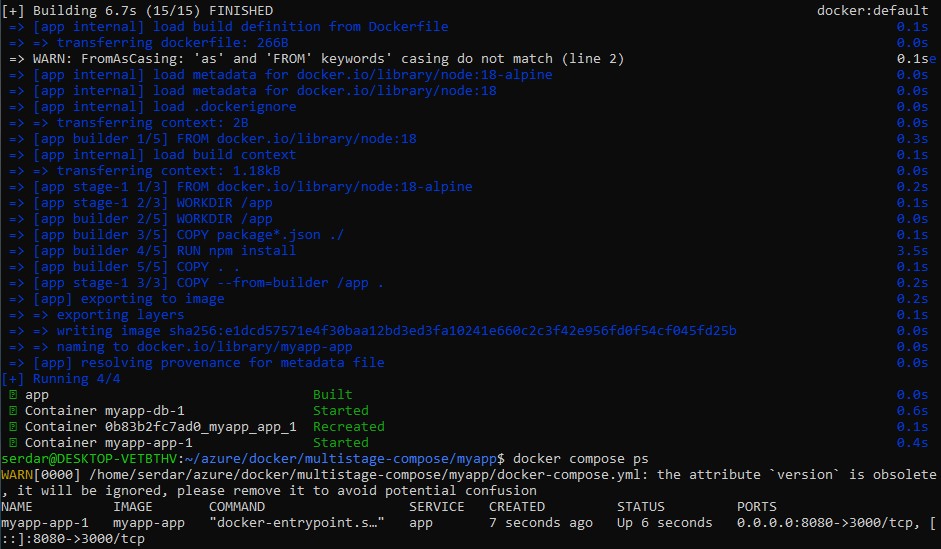 [+] Building 6.7s (15/15) FINISHED docker:default
=> [app internal] load build definition from Dockerfile 0.1s
=> => transferring dockerfile: 266B 0.0s
=> WARN: FromAsCasing: 'as' and 'FROM' keywords' casing do not match (line 2) 0.1se
=> [app internal] load metadata for docker.io/library/node:18-alpine 0.0s
=> [app internal] load metadata for docker.io/library/node:18 0.0s
=> [app internal] load .dockerignore 0.0s
=> => transferring context: 2B 0.0s
=> [app builder 1/5] FROM docker.io/library/node:18 0.3s
=> [app internal] load build context 0.1s
=> => transferring context: 1.18kB 0.0s
=> [app stage-1 1/3] FROM docker.io/library/node:18-alpine 0.2s
=> [app stage-1 2/3] WORKDIR /app 0.1s
=> [app builder 2/5] WORKDIR /app 0.0s
=> [app builder 3/5] COPY package*.json ./ 0.1s
=> [app builder 4/5] RUN npm install 3.5s
=> [app builder 5/5] COPY . . 0.1s
=> [app stage-1 3/3] COPY --from=builder /app . 0.2s
=> [app] exporting to image 0.2s
=> => exporting layers 0.1s
=> => writing image sha256:e1dcd57571e4f30baa12bd3ed3fa10241e660c2c3f42e956fd0f54cf045fd25b 0.0s
=> => naming to docker.io/library/myapp-app 0.0s
=> [app] resolving provenance for metadata file 0.0s
[+] Running 4/4
app Built 0.0s
Container myapp-db-1 Started 0.6s
Container 0b83b2fc7ad0_myapp_app_1 Recreated 0.1s
Container myapp-app-1 Started 0.4s
serdar@DESKTOP-VETBTHV:~/azure/docker/multistage-compose/myapp$ docker compose ps
WARN[0000] /home/serdar/azure/docker/multistage-compose/myapp/docker-compose.yml: the attribute `version` is obsolete
, it will be ignored, please remove it to avoid potential confusion
NAME IMAGE COMMAND SERVICE CREATED STATUS PORTS
myapp-app-1 myapp-app "docker-entrypoint.s…" app 7 seconds ago Up 6 seconds 0.0.0.0:8080->3000/tcp, [
::]:8080->3000/tcp